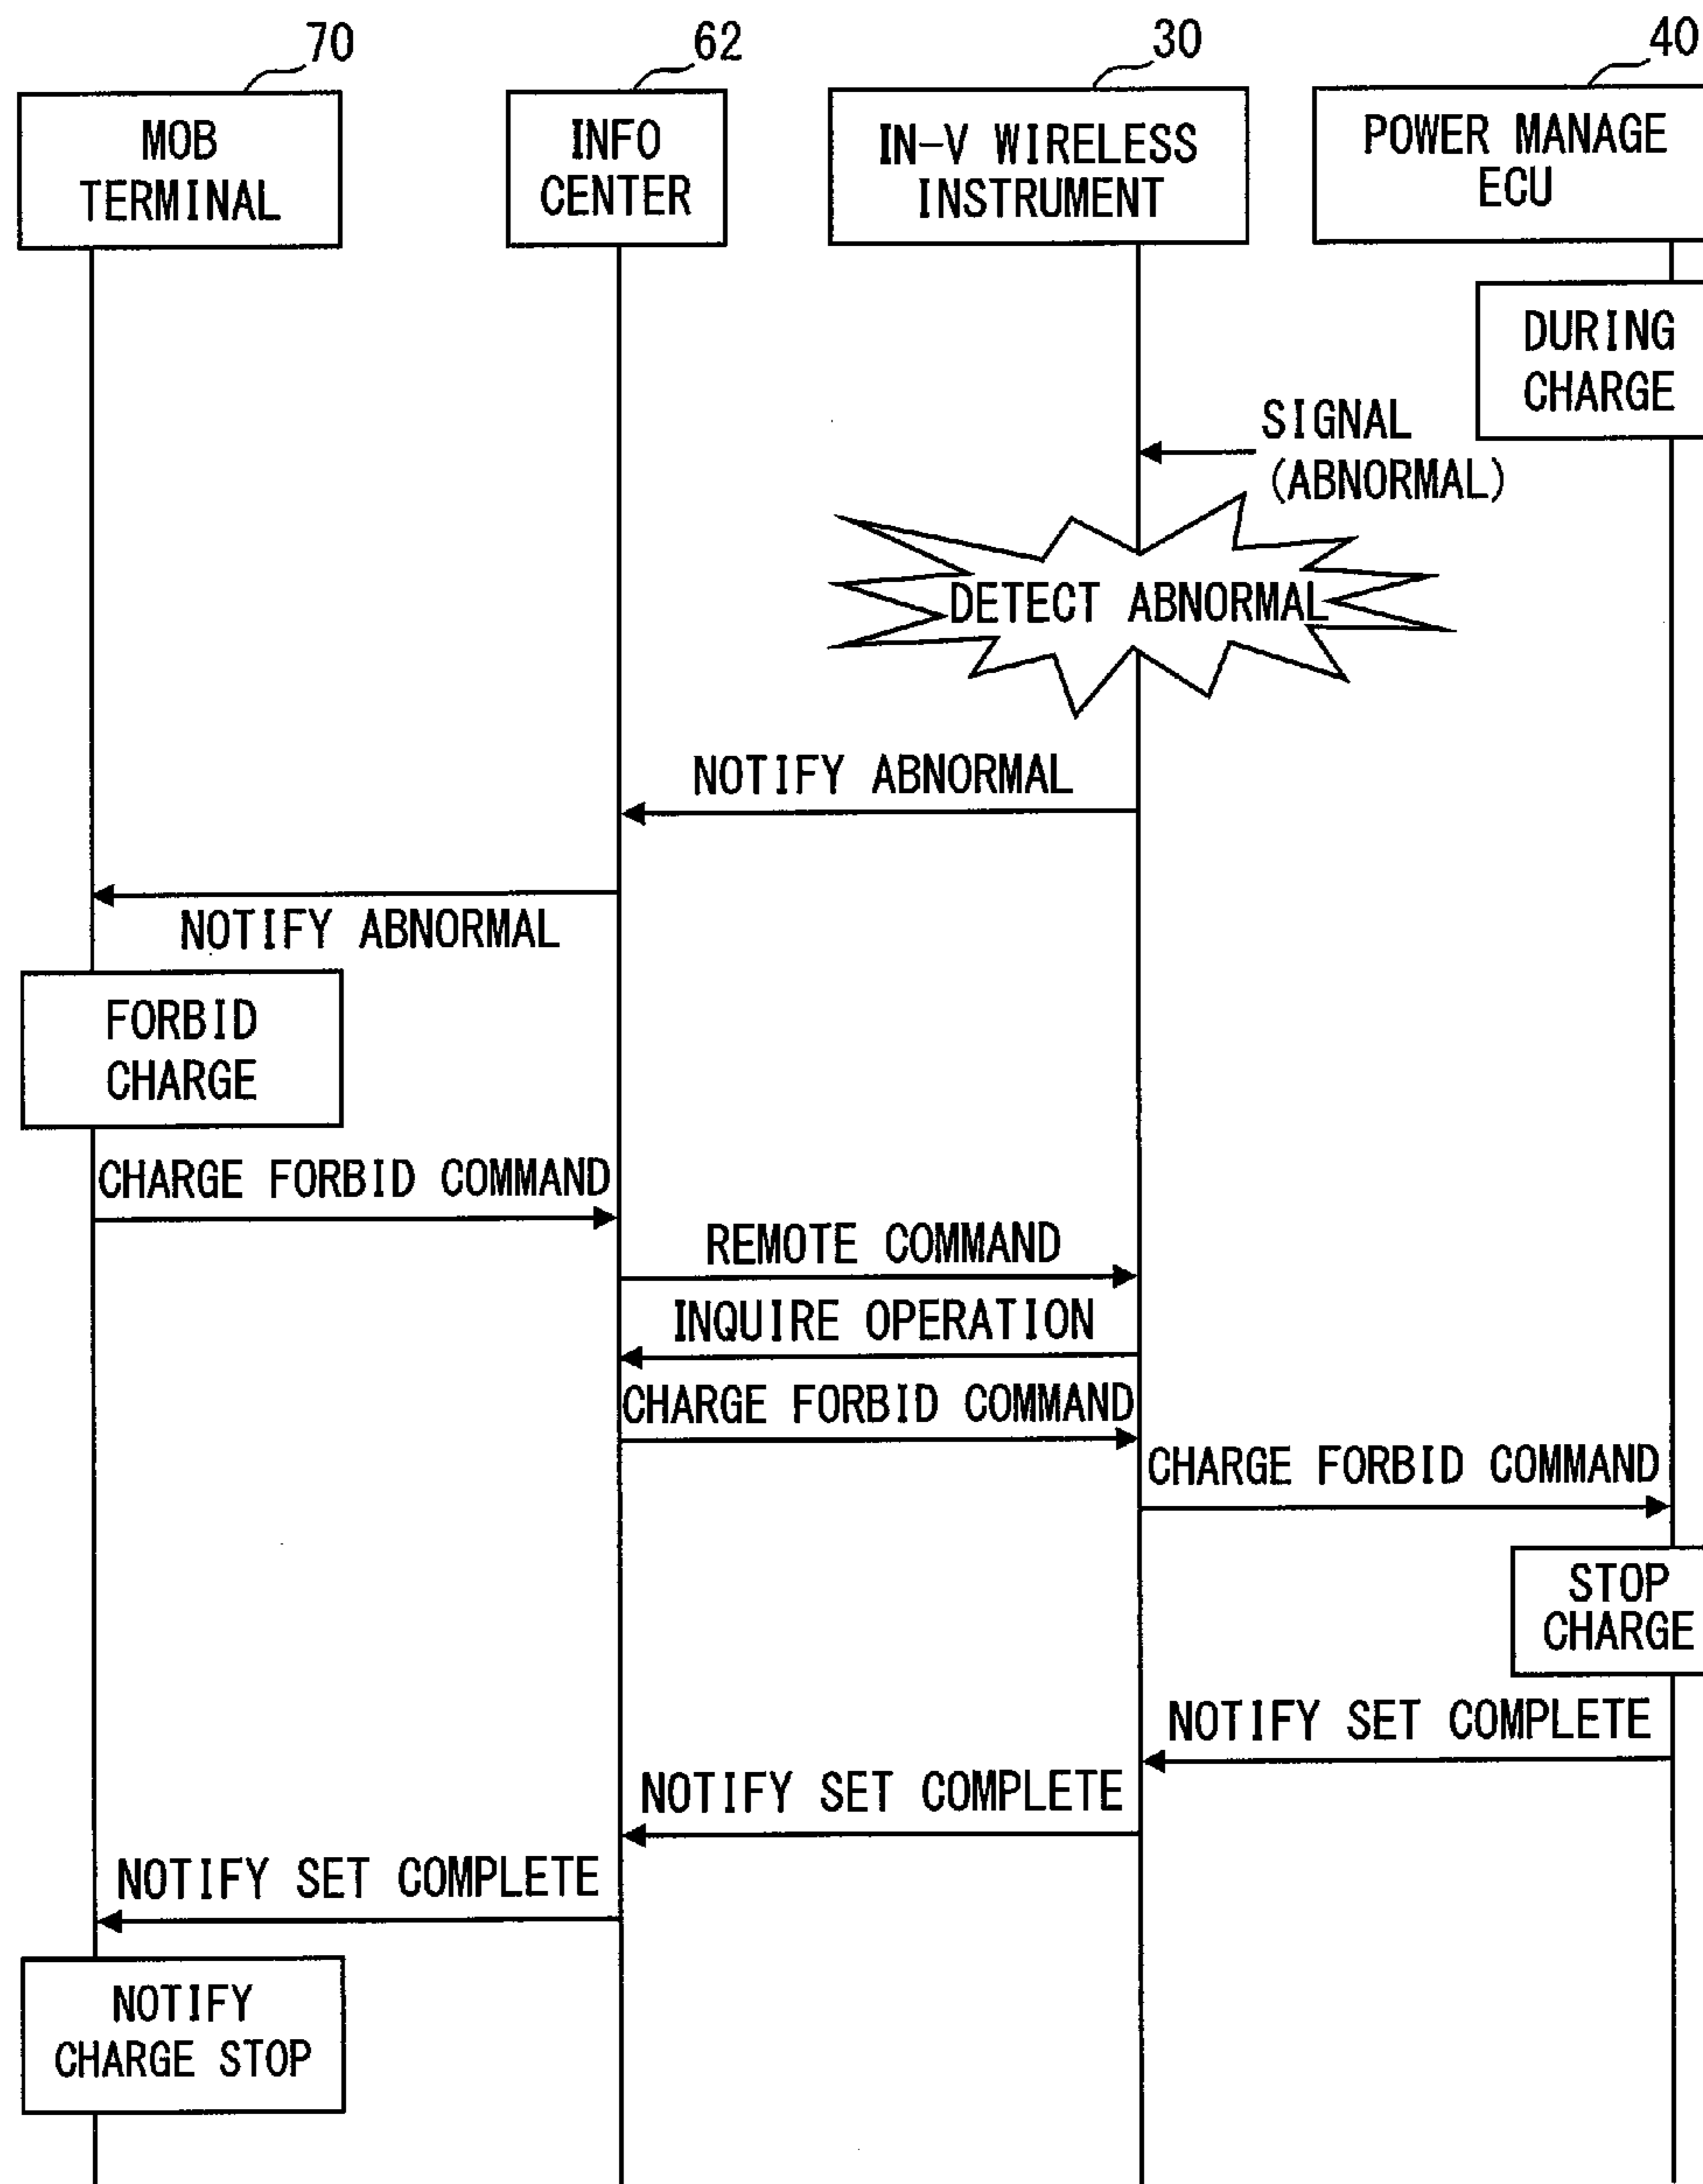 70
62
30
40
MOB
TERMINAL
INFO
CENTER
IN-V WIRELESS
INSTRUMENT
POWER MANAGE
ECU
DURING
CHARGE
SIGNAL
(ABNORMAL)
DETECT ABNORMAL
NOTIFY ABNORMAL
NOTIFY ABNORMAL
FORBID
CHARGE
CHARGE FORBID COMMAND
REMOTE COMMAND
INQUIRE OPERATION
CHARGE FORBID COMMAND
CHARGE FORBID COMMAND
STOP
CHARGE
NOTIFY SET COMPLETE
NOTIFY SET COMPLETE
NOTIFY SET COMPLETE
NOTIFY
CHARGE STOP